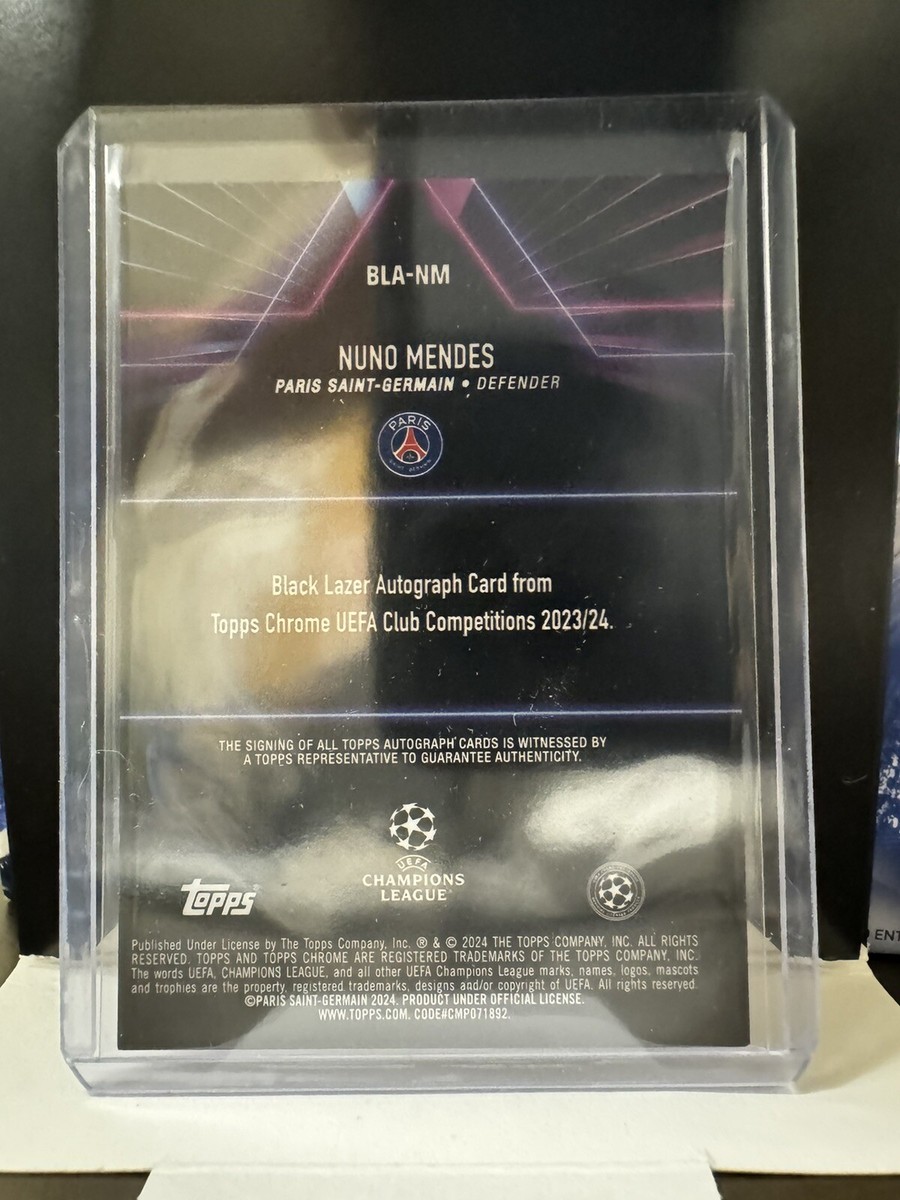 BLA-NM
NUNO MENDES
PARIS SAINT-GERMAIN • DEFENDER
PARIS
Black Lazer Autograph Card from
Topps Chrome UEFA Club Competitions 2023/24.
THE SIGNING OF ALL TOPPS AUTOGRAPH CARDS IS WITNESSED BY
A TOPPS REPRESENTATIVE TO GUARANTEE AUTHENTICITY.
UEFA
CHAMPIONS
LEAGUE
Topps
Published Under License by The Topps Company, Inc. ® & © 2024 THE TOPPS COMPANY, INC. ALL RIGHTS
RESERVED. TOPPS AND TOPPS CHROME ARE REGISTERED TRADEMARKS OF THE TOPPS COMPANY, INC.
The words UEFA, CHAMPIONS LEAGUE, and all other UEFA Champions League marks, names, logos, mascots
and trophies are the property, registered trademarks, designs and/or copyright of UEFA. All rights reserved.
©PARIS SAINT-GERMAIN 2024. PRODUCT UNDER OFFICIAL LICENSE.
WWW.TOPPS.COM. CODE#CMP071892.
ENT